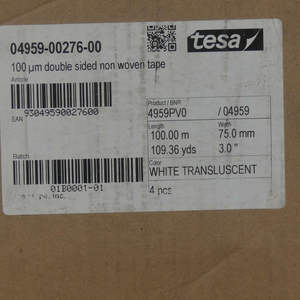 04959-00276-00
tesa
100 µm double sided non woven tape
Article
93049590027600
EAN
Product / BNR
4959PV0 / 04959
Length Width
100.00 m 75.0 mm
109.36 yds 3.0 "
Batch
Color
WHITE TRANSLUSCENT
01B0001-01
4 pcs